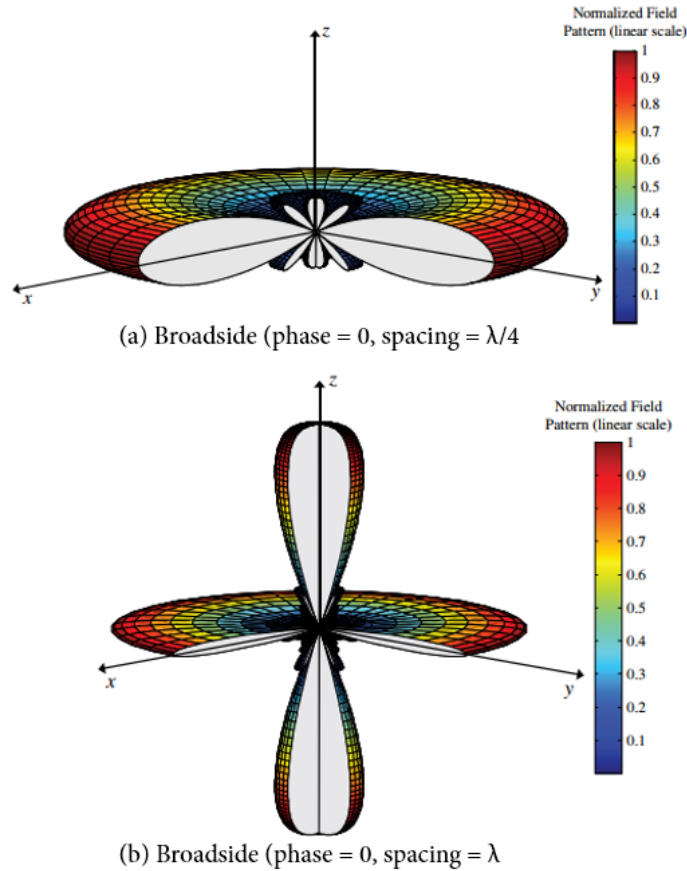 z
Normalized Field
Pattern (linear scale)
1
0.9
0.8
0.7
0.6
0.5
0.4
0.3
0.2
0.1
x
y
(a) Broadside (phase = 0, spacing = λ/4
z
Normalized Field
Pattern (linear scale)
1
0.9
0.8
0.7
0.6
0.5
0.4
0.3
0.2
0.1
x
y
(b) Broadside (phase = 0, spacing = λ